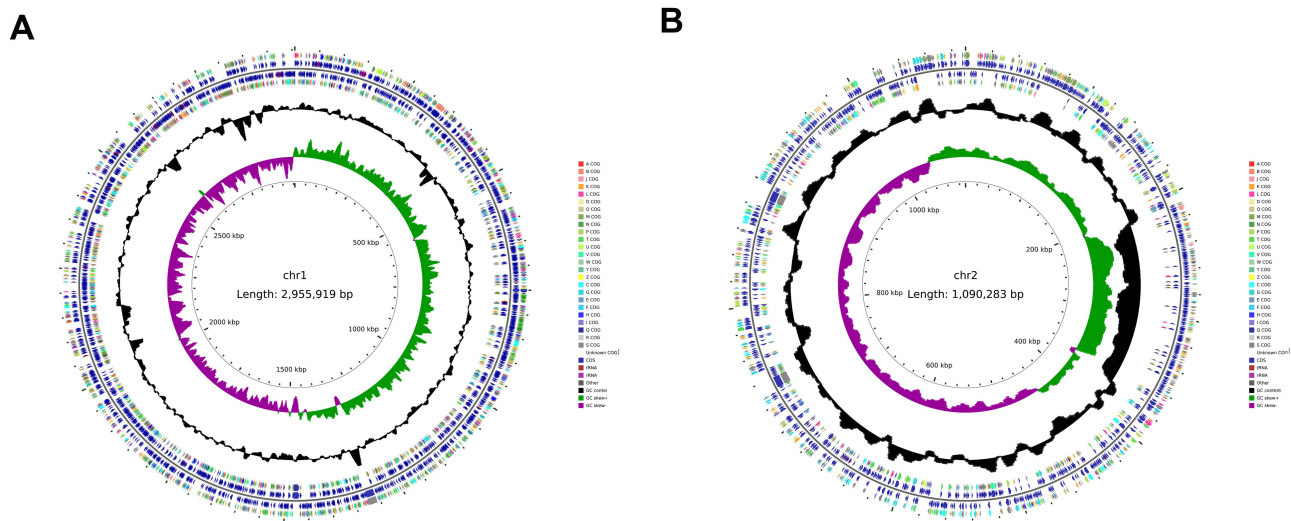 A
B
chr1
Length: 2,955,919 bp
500 kbp
1000 kbp
1500 kbp
2000 kbp
2500 kbp
A COG
B COG
J COG
K COG
L COG
D COG
O COG
M COG
N COG
P COG
T COG
U COG
V COG
W COG
Y COG
Z COG
C COG
G COG
E COG
F COG
H COG
I COG
Q COG
R COG
S COG
Unknown COG
CDS
tRNA
rRNA
Other
GC conte
GC skew+
GC skew-
chr2
Length: 1,090,283 bp
200 kbp
400 kbp
600 kbp
800 kbp
1000 kbp
A COG
B COG
J COG
K COG
L COG
D COG
O COG
M COG
N COG
P COG
T COG
U COG
V COG
W COG
Y COG
Z COG
C COG
G COG
E COG
F COG
H COG
I COG
Q COG
R COG
S COG
Unknown
CDS
tRNA
rRNA
Other
GC content
GC skew+
GC skew-